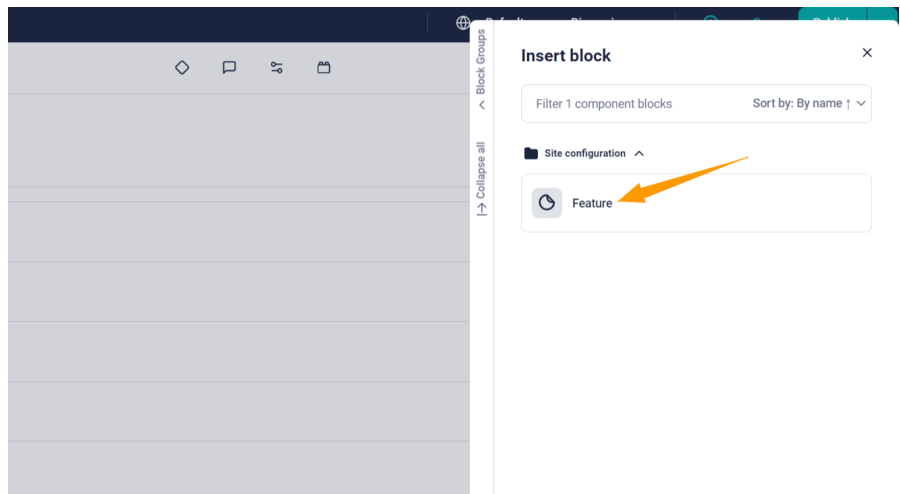 Insert block
Filter 1 component blocks
Sort by: By name ↑
Site configuration
Feature
Block Groups
Collapse all